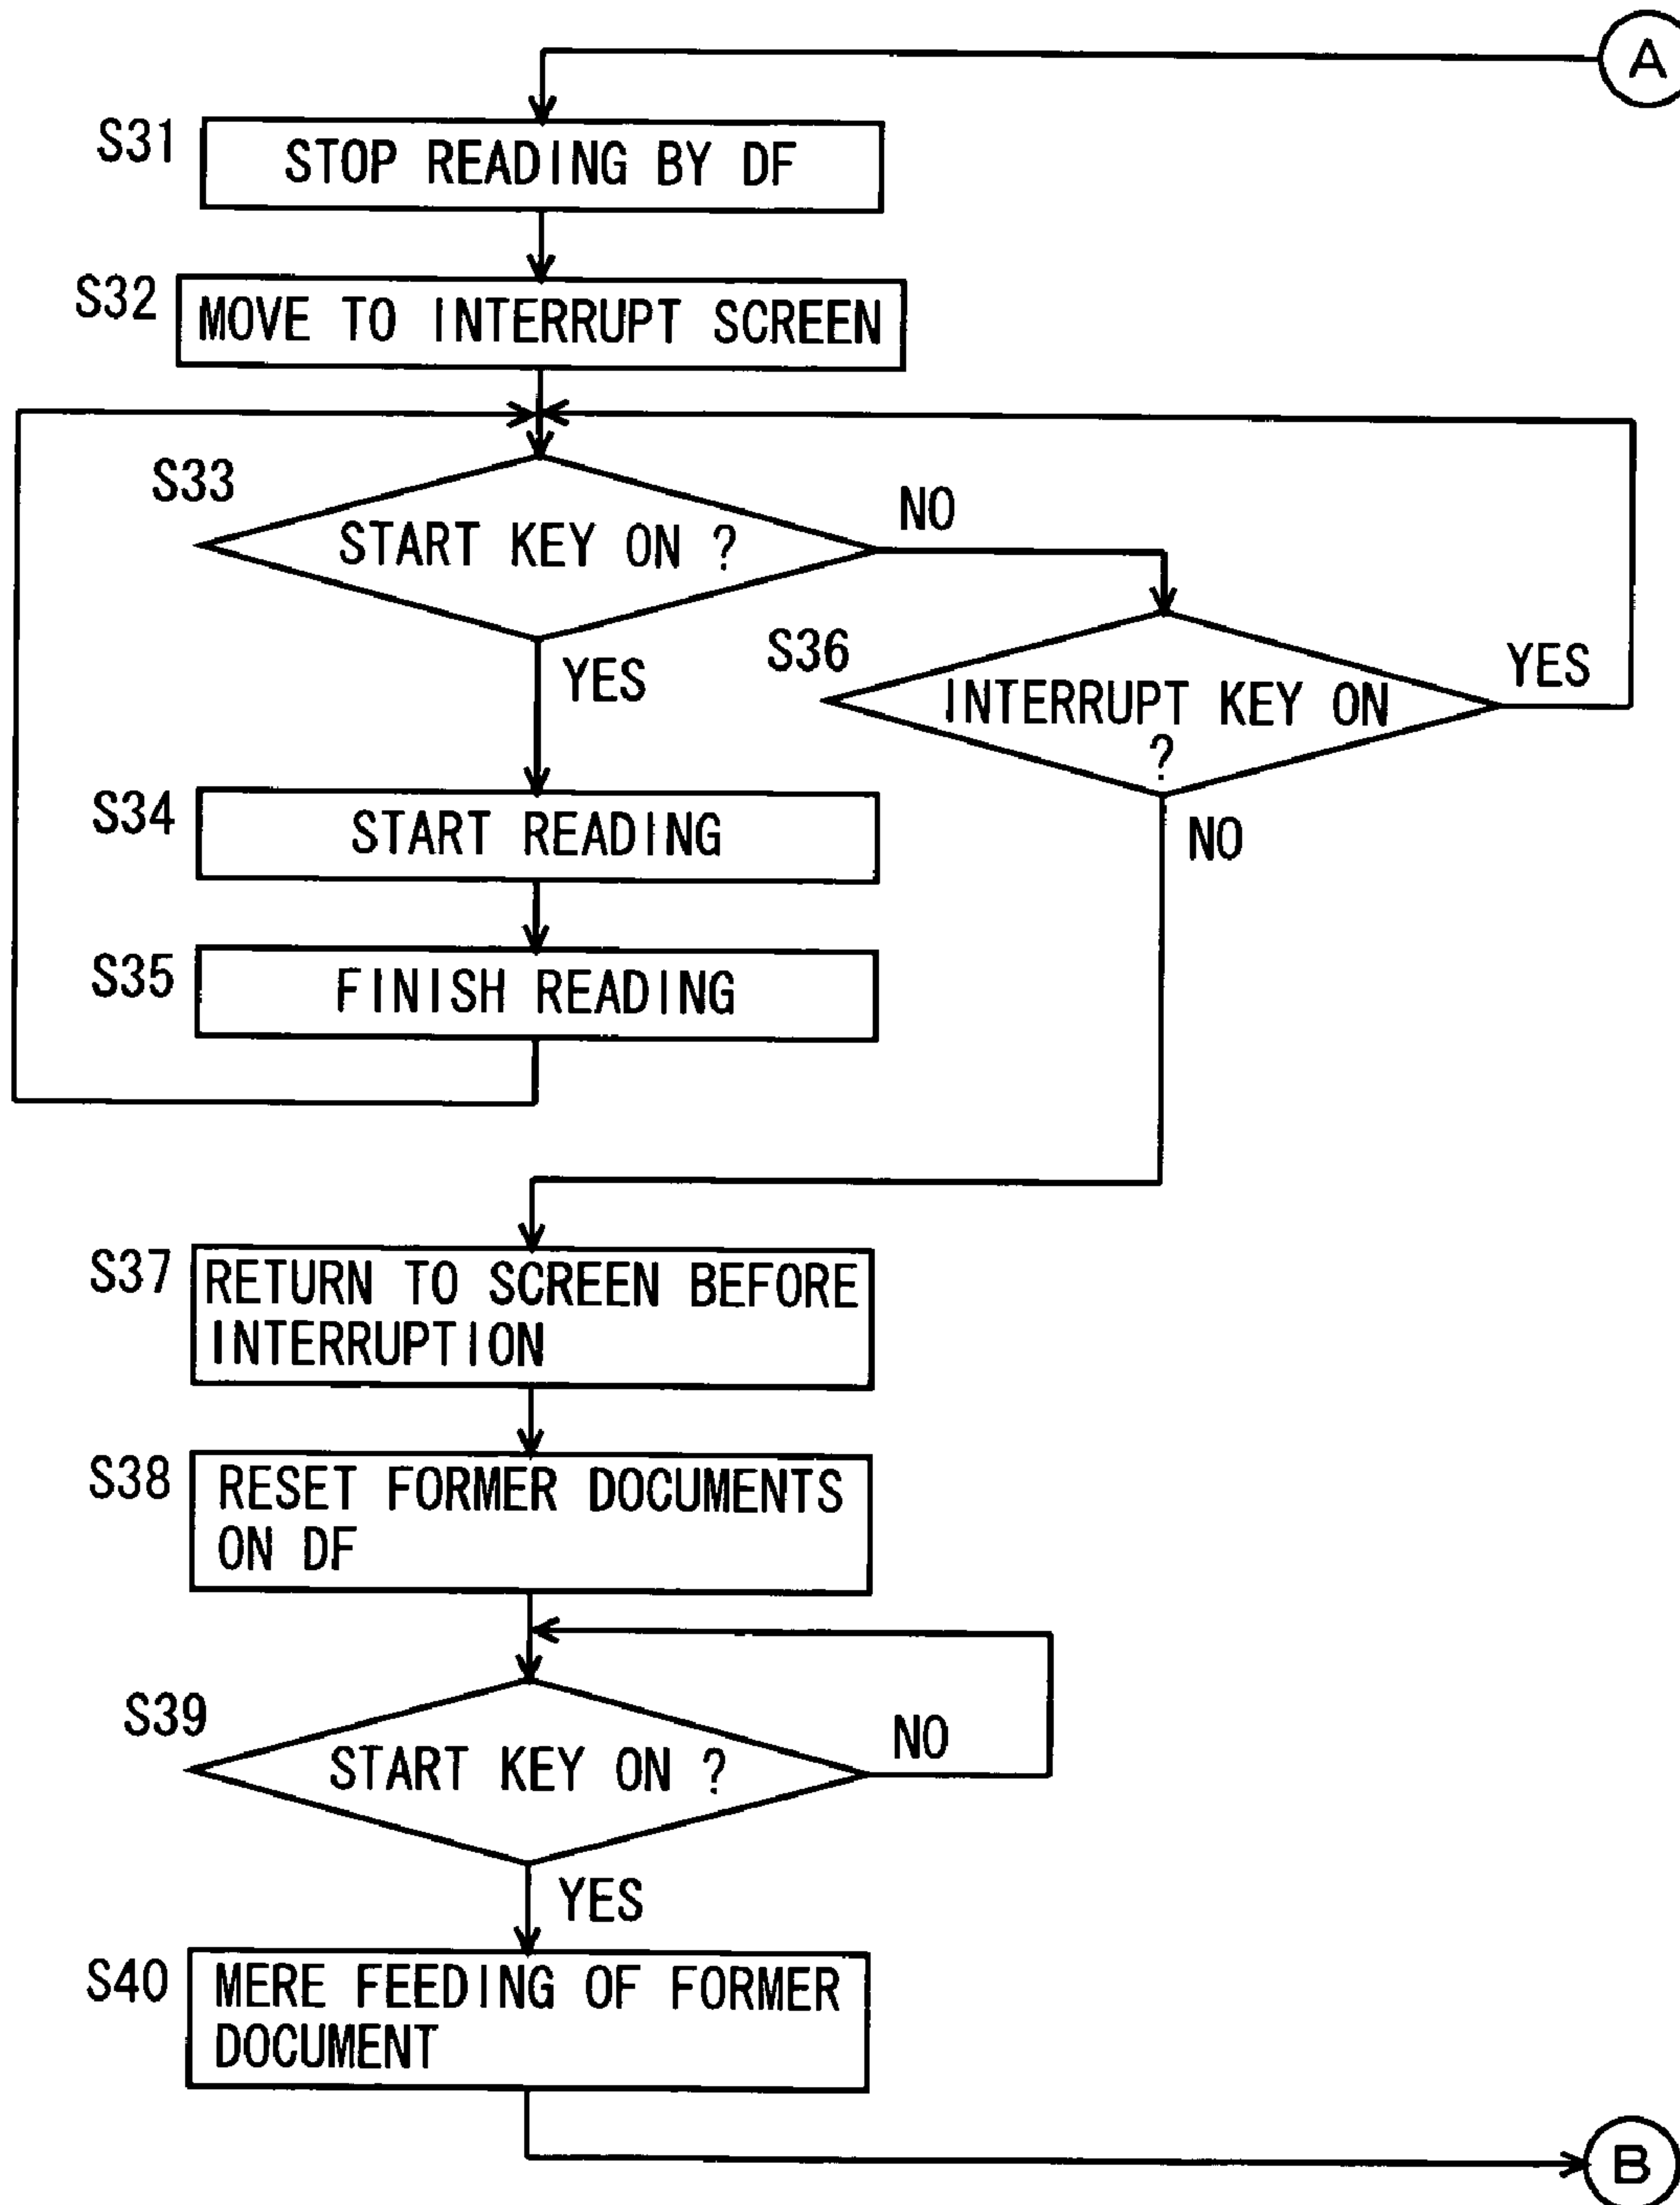 A
S31
STOP READING BY DF
S32
MOVE TO INTERRUPT SCREEN
S33
START KEY ON ?
NO
YES
S36
INTERRUPT KEY ON
?
YES
NO
S34
START READING
S35
FINISH READING
S37
RETURN TO SCREEN BEFORE
INTERRUPTION
S38
RESET FORMER DOCUMENTS
ON DF
S39
START KEY ON ?
NO
YES
S40
MERE FEEDING OF FORMER
DOCUMENT
B